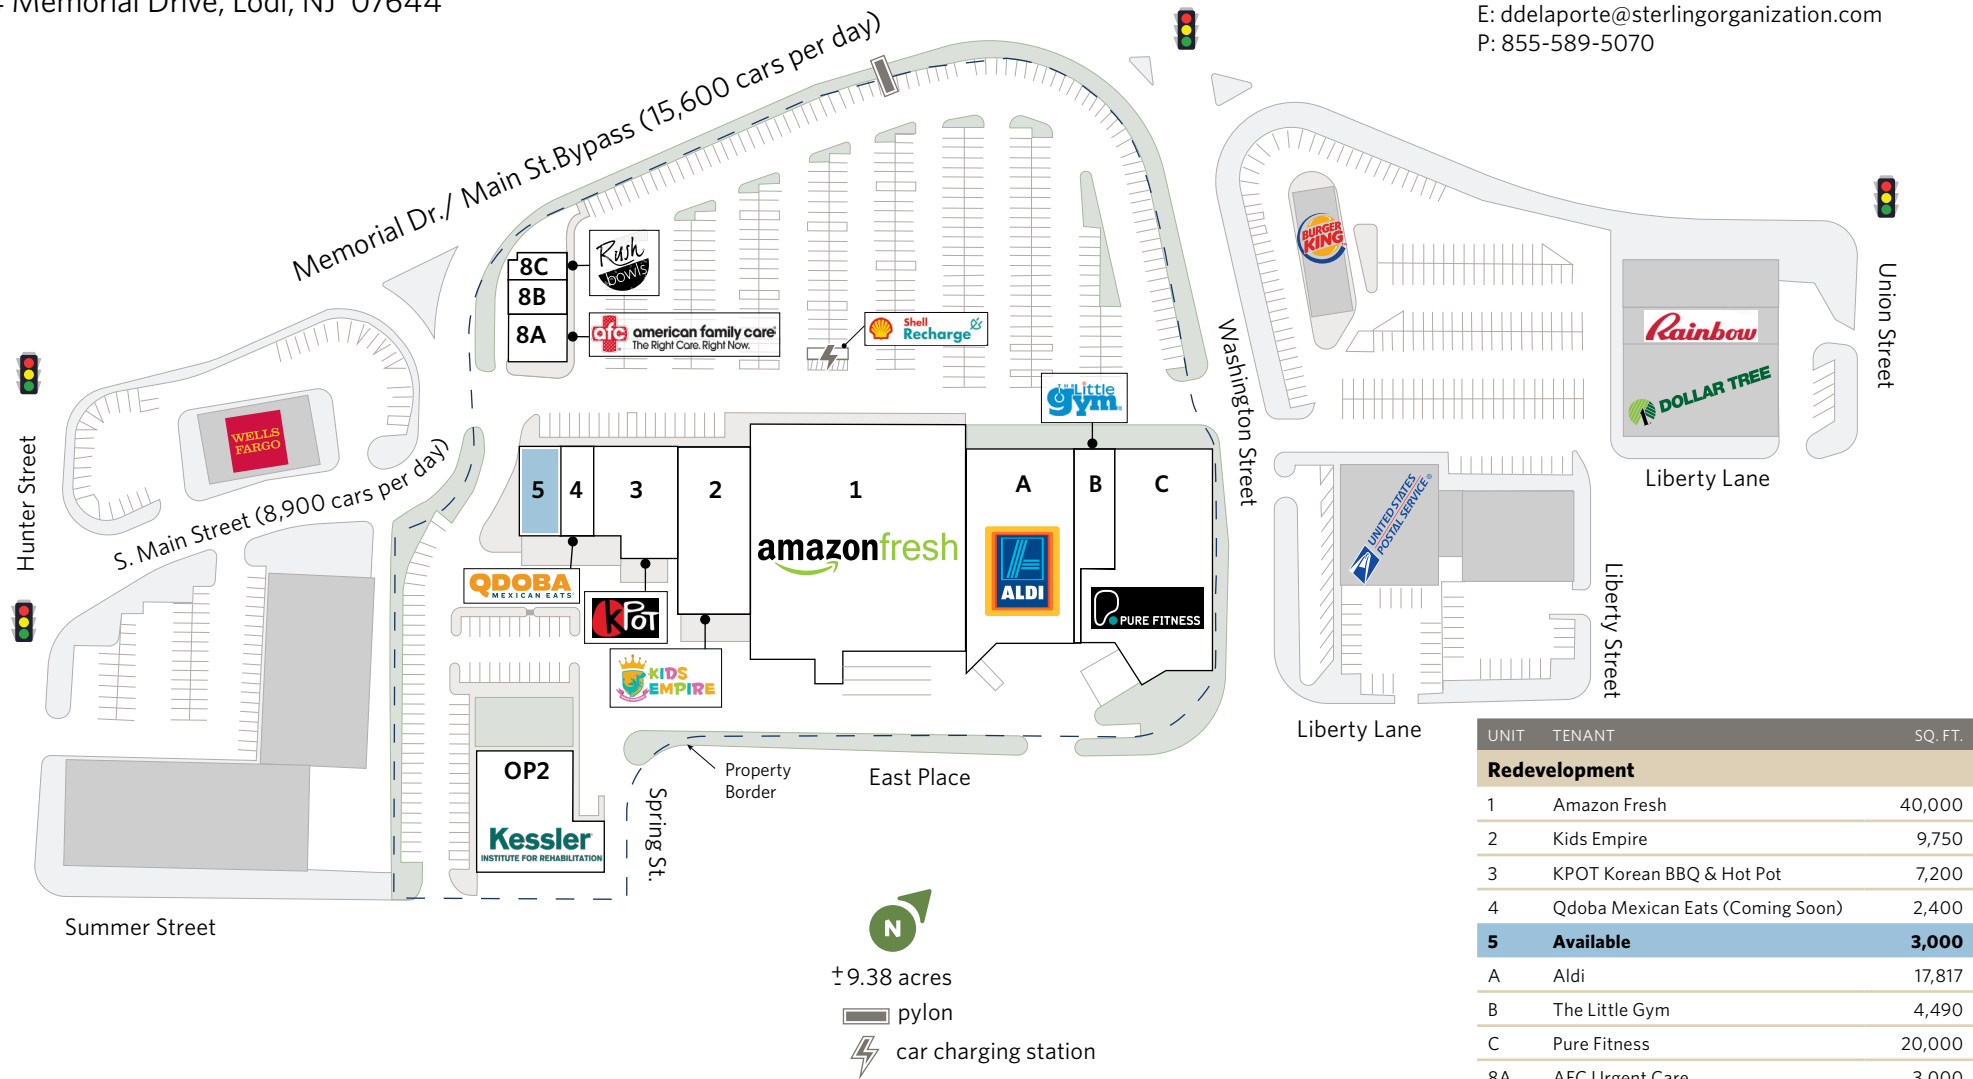 Memorial Drive, Lodi, NJ 07644
E: ddelaporte@sterlingorganization.com
P: 855-589-5070
Memorial Dr./ Main St.Bypass (15,600 cars per day)
8C
8B
8A
Rush
bowls
afc american family care
The Right Care. Right Now.
Shell
Recharge
BURGER
KING
Rainbow
DOLLAR TREE
Union Street
Washington Street
Liberty Lane
Hunter Street
WELLS
FARGO
S. Main Street (8,900 cars per day)
Little
gym
5
4
3
2
1
A
B
C
amazonfresh
ALDI
PURE FITNESS
QDOBA
MEXICAN EATS
KPOT
KIDS
EMPIRE
UNITED STATES
POSTAL SERVICE®
Liberty Street
Liberty Lane
OP2
Kessler
INSTITUTE FOR REHABILITATION
Spring St.
Property
Border
East Place
Summer Street
N
±9.38 acres
pylon
car charging station
UNIT TENANT SQ. FT.
Redevelopment
1 Amazon Fresh 40,000
2 Kids Empire 9,750
3 KPOT Korean BBQ & Hot Pot 7,200
4 Qdoba Mexican Eats (Coming Soon) 2,400
5 Available 3,000
A Aldi 17,817
B The Little Gym 4,490
C Pure Fitness 20,000
8A AFC Urgent Care 3,000